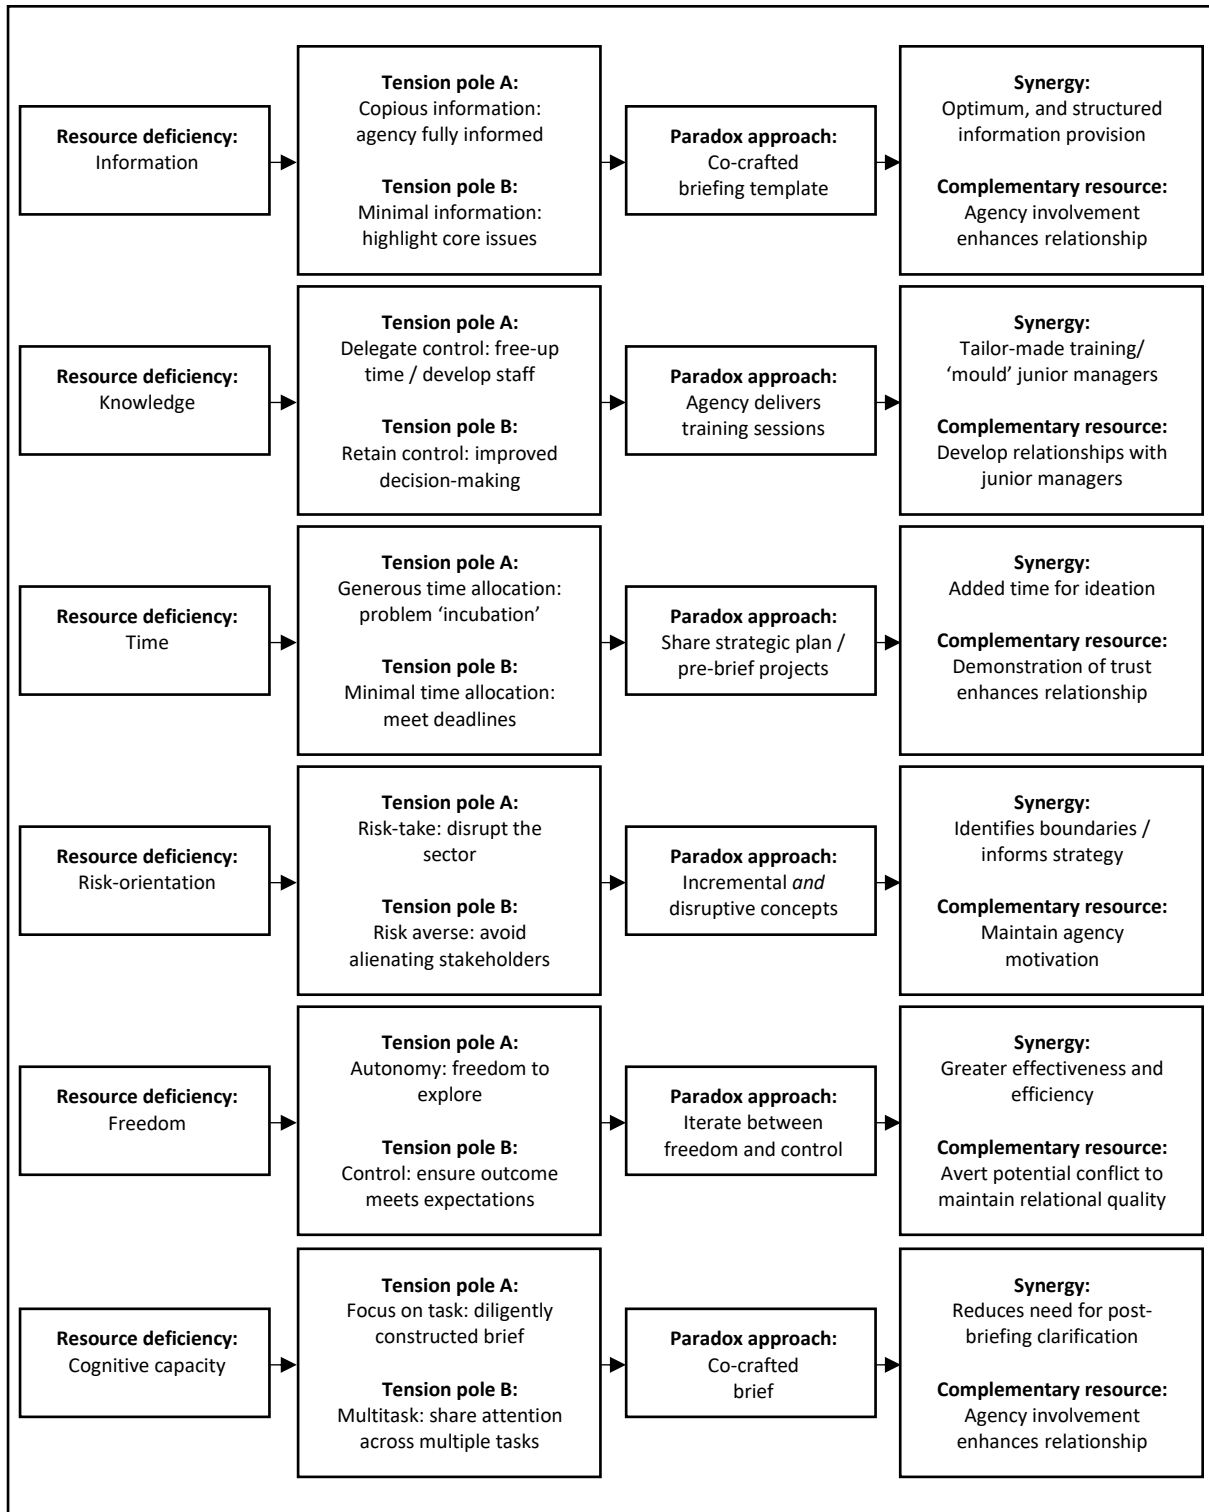 Resource deficiency:
Information
Tension pole A:
Copious information:
agency fully informed
Tension pole B:
Minimal information:
highlight core issues
Paradox approach:
Co-crafted
briefing template
Synergy:
Optimum, and structured
information provision
Complementary resource:
Agency involvement
enhances relationship
Resource deficiency:
Knowledge
Tension pole A:
Delegate control: free-up
time / develop staff
Tension pole B:
Retain control: improved
decision-making
Paradox approach:
Agency delivers
training sessions
Synergy:
Tailor-made training/
‘mould’ junior managers
Complementary resource:
Develop relationships with
junior managers
Resource deficiency:
Time
Tension pole A:
Generous time allocation:
problem ‘incubation’
Tension pole B:
Minimal time allocation:
meet deadlines
Paradox approach:
Share strategic plan /
pre-brief projects
Synergy:
Added time for ideation
Complementary resource:
Demonstration of trust
enhances relationship
Resource deficiency:
Risk-orientation
Tension pole A:
Risk-take: disrupt the
sector
Tension pole B:
Risk averse: avoid
alienating stakeholders
Paradox approach:
Incremental and
disruptive concepts
Synergy:
Identifies boundaries /
informs strategy
Complementary resource:
Maintain agency
motivation
Resource deficiency:
Freedom
Tension pole A:
Autonomy: freedom to
explore
Tension pole B:
Control: ensure outcome
meets expectations
Paradox approach:
Iterate between
freedom and control
Synergy:
Greater effectiveness and
efficiency
Complementary resource:
Avert potential conflict to
maintain relational quality
Resource deficiency:
Cognitive capacity
Tension pole A:
Focus on task: diligently
constructed brief
Tension pole B:
Multitask: share attention
across multiple tasks
Paradox approach:
Co-crafted
brief
Synergy:
Reduces need for post-
briefing clarification
Complementary resource:
Agency involvement
enhances relationship